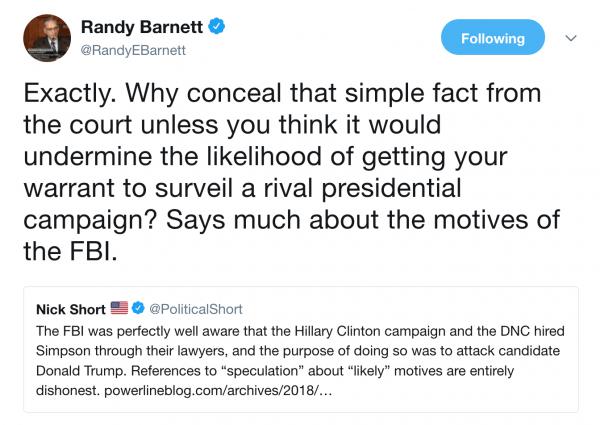 Randy Barnett
@RandyEBarnett
Following
Exactly. Why conceal that simple fact from
the court unless you think it would
undermine the likelihood of getting your
warrant to surveil a rival presidential
campaign? Says much about the motives of
the FBI.
Nick Short 🇺🇸 @PoliticalShort
The FBI was perfectly well aware that the Hillary Clinton campaign and the DNC hired
Simpson through their lawyers, and the purpose of doing so was to attack candidate
Donald Trump. References to “speculation” about “likely” motives are entirely
dishonest. powerlineblog.com/archives/2018/…